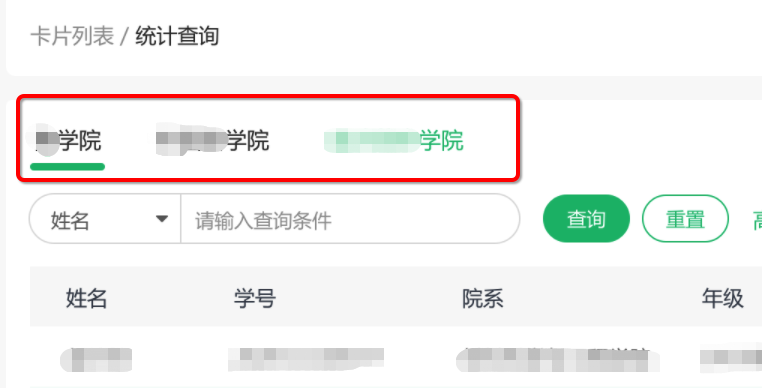 卡片列表 / 统计查询
学院 学院 学院
姓名 请输入查询条件 查询 重置
姓名 学号 院系 年级